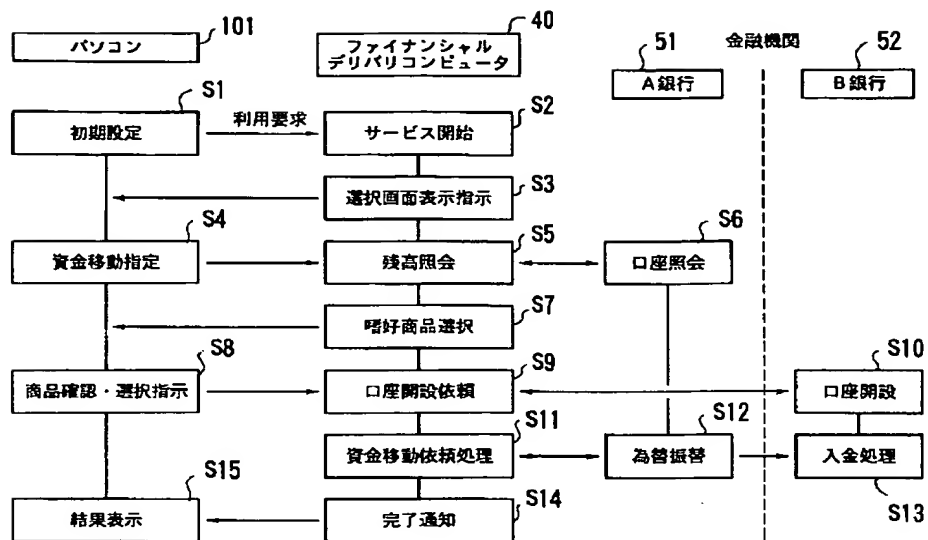 101
40
51
金融機関
52
パソコン
ファイナンシャル
デリバリコンピュータ
A銀行
B銀行
S1
S2
初期設定
利用要求
サービス開始
S3
選択画面表示指示
S4
S5
S6
資金移動指定
残高照会
口座照会
S7
嗜好商品選択
S8
S9
S10
商品確認・選択指示
口座開設依頼
口座開設
S11
S12
資金移動依頼処理
為替振替
入金処理
S13
S15
S14
結果表示
完了通知